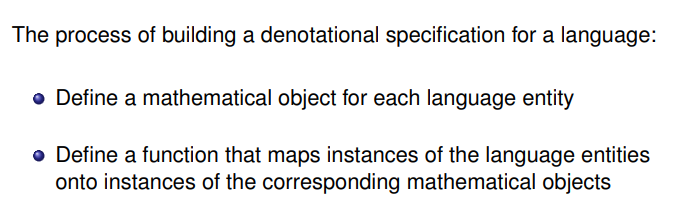 The process of building a denotational specification for a language:
Define a mathematical object for each language entity
Define a function that maps instances of the language entities
onto instances of the corresponding mathematical objects